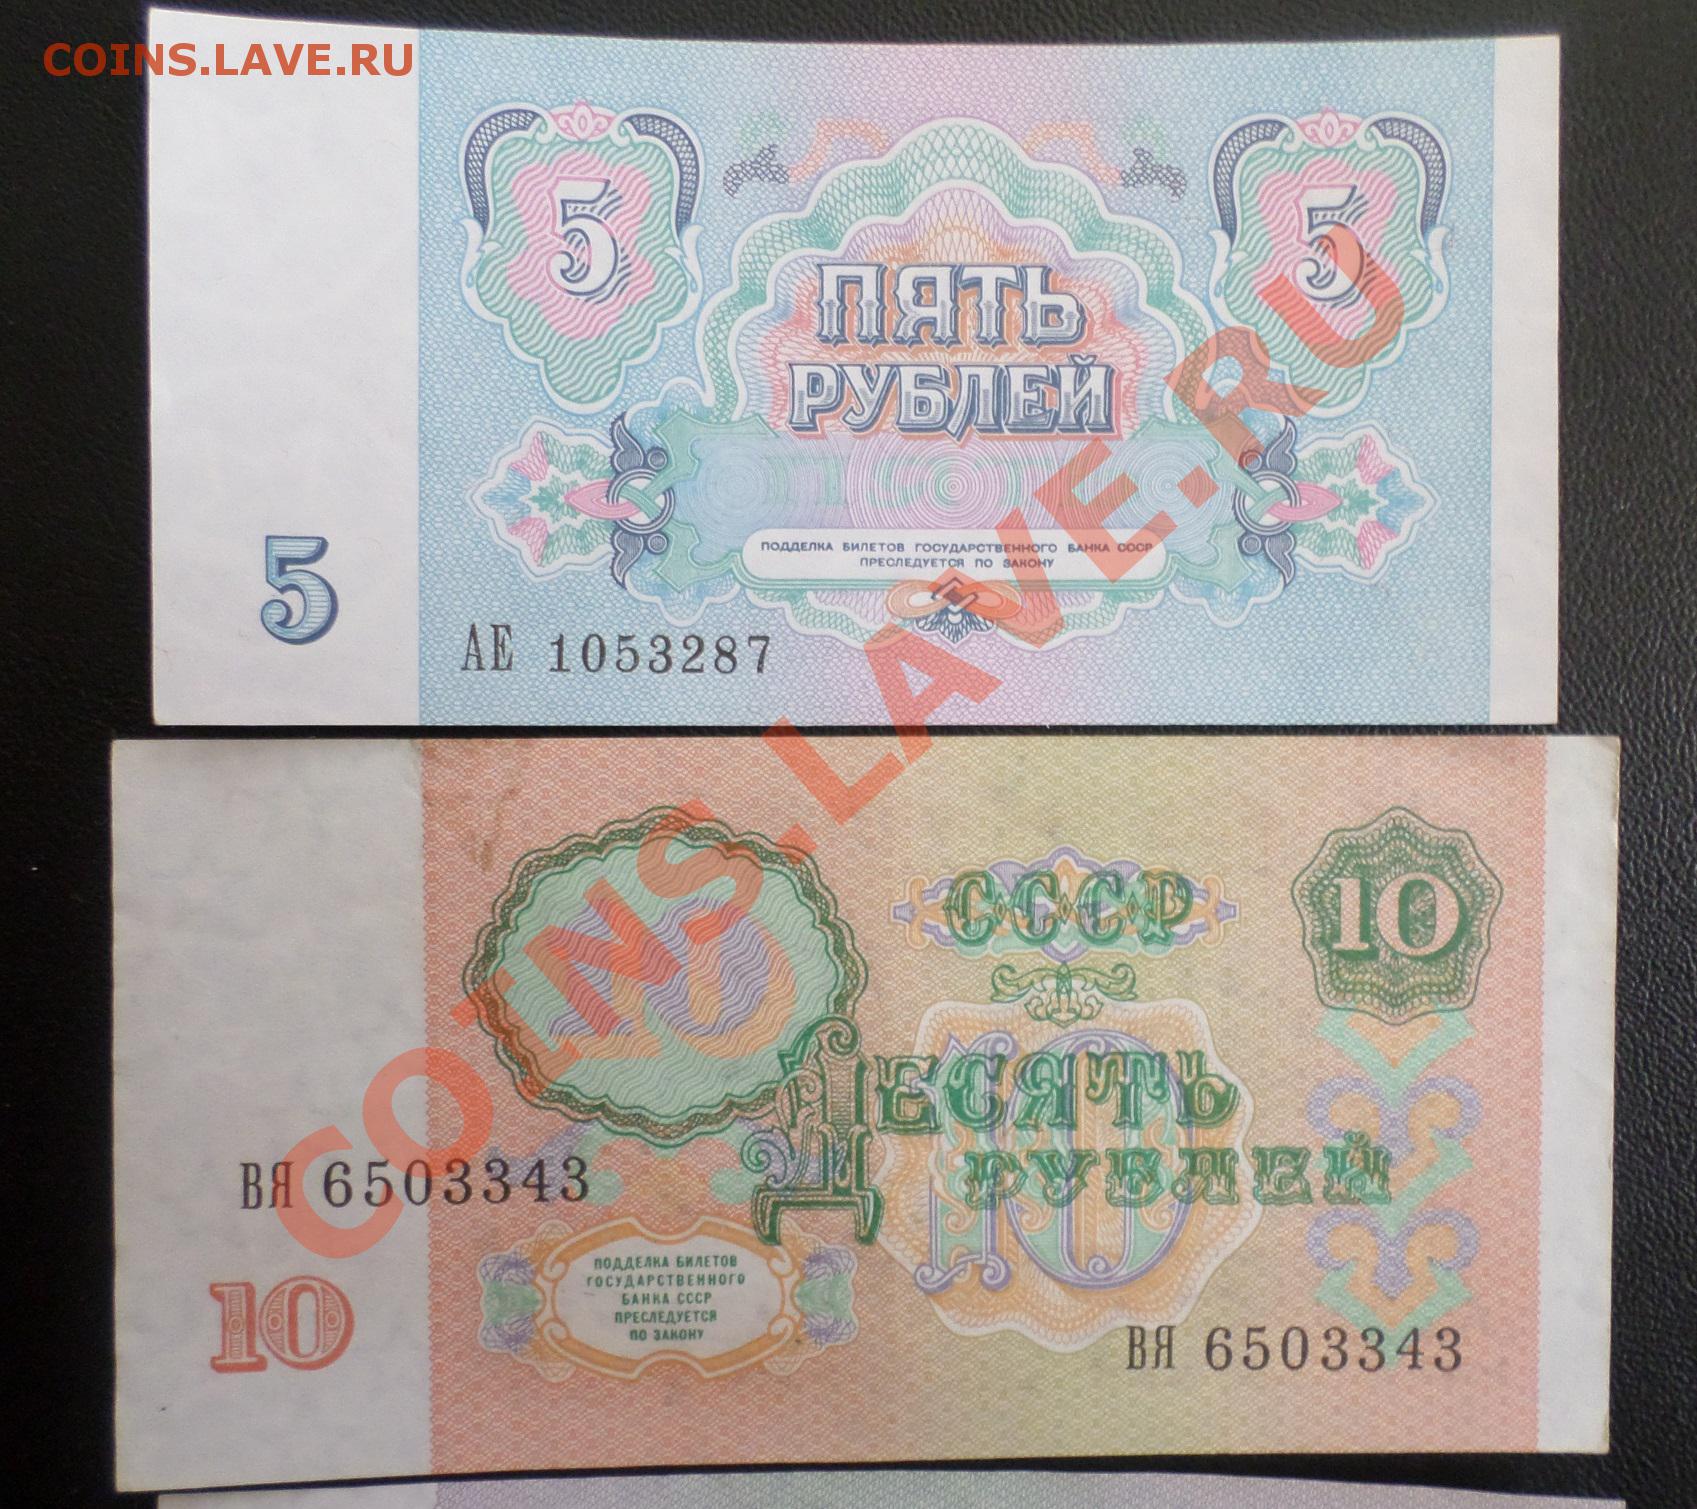 COINS.LAVE.RU
5
5
ПЯТЬ
РУБЛЕЙ
ПОДДЕЛКА БИЛЕТОВ ГОСУДАРСТВЕННОГО БАНКА СССР
ПРЕСЛЕДУЕТСЯ ПО ЗАКОНУ
5
АЕ 1053287
COINS.LAVE.RU
СССР
10
10
ДЕСЯТЬ
РУБЛЕЙ
10
ВЯ 6503343
10
ПОДДЕЛКА БИЛЕТОВ
ГОСУДАРСТВЕННОГО
БАНКА СССР
ПРЕСЛЕДУЕТСЯ
ПО ЗАКОНУ
ВЯ 6503343